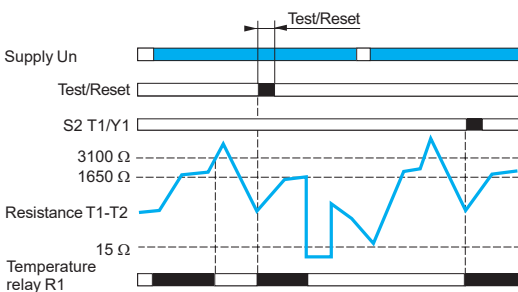 Test/Reset
Supply Un
Test/Reset
S2 T1/Y1
3100 Ω
1650 Ω
Resistance T1-T2
15 Ω
Temperature
relay R1